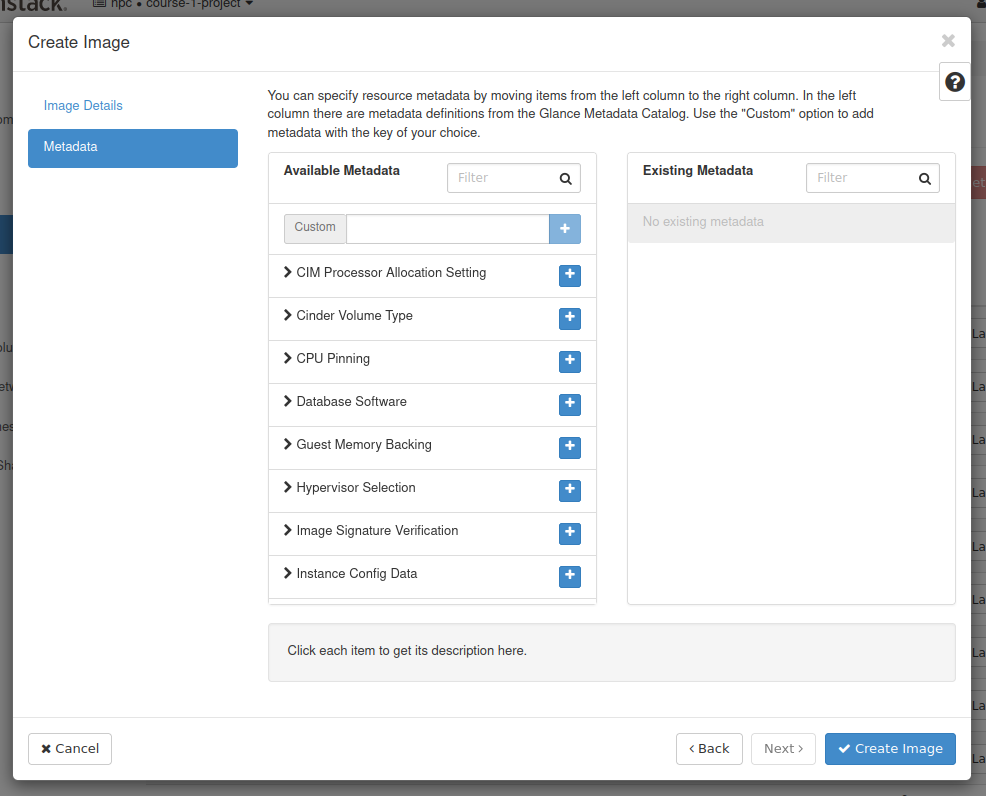 hpc • course-1-project
Create Image
Image Details
Metadata
You can specify resource metadata by moving items from the left column to the right column. In the left
column there are metadata definitions from the Glance Metadata Catalog. Use the "Custom" option to add
metadata with the key of your choice.
Available Metadata
Filter
Custom
CIM Processor Allocation Setting
Cinder Volume Type
CPU Pinning
Database Software
Guest Memory Backing
Hypervisor Selection
Image Signature Verification
Instance Config Data
Existing Metadata
Filter
No existing metadata
Click each item to get its description here.
Cancel
Back
Next
Create Image